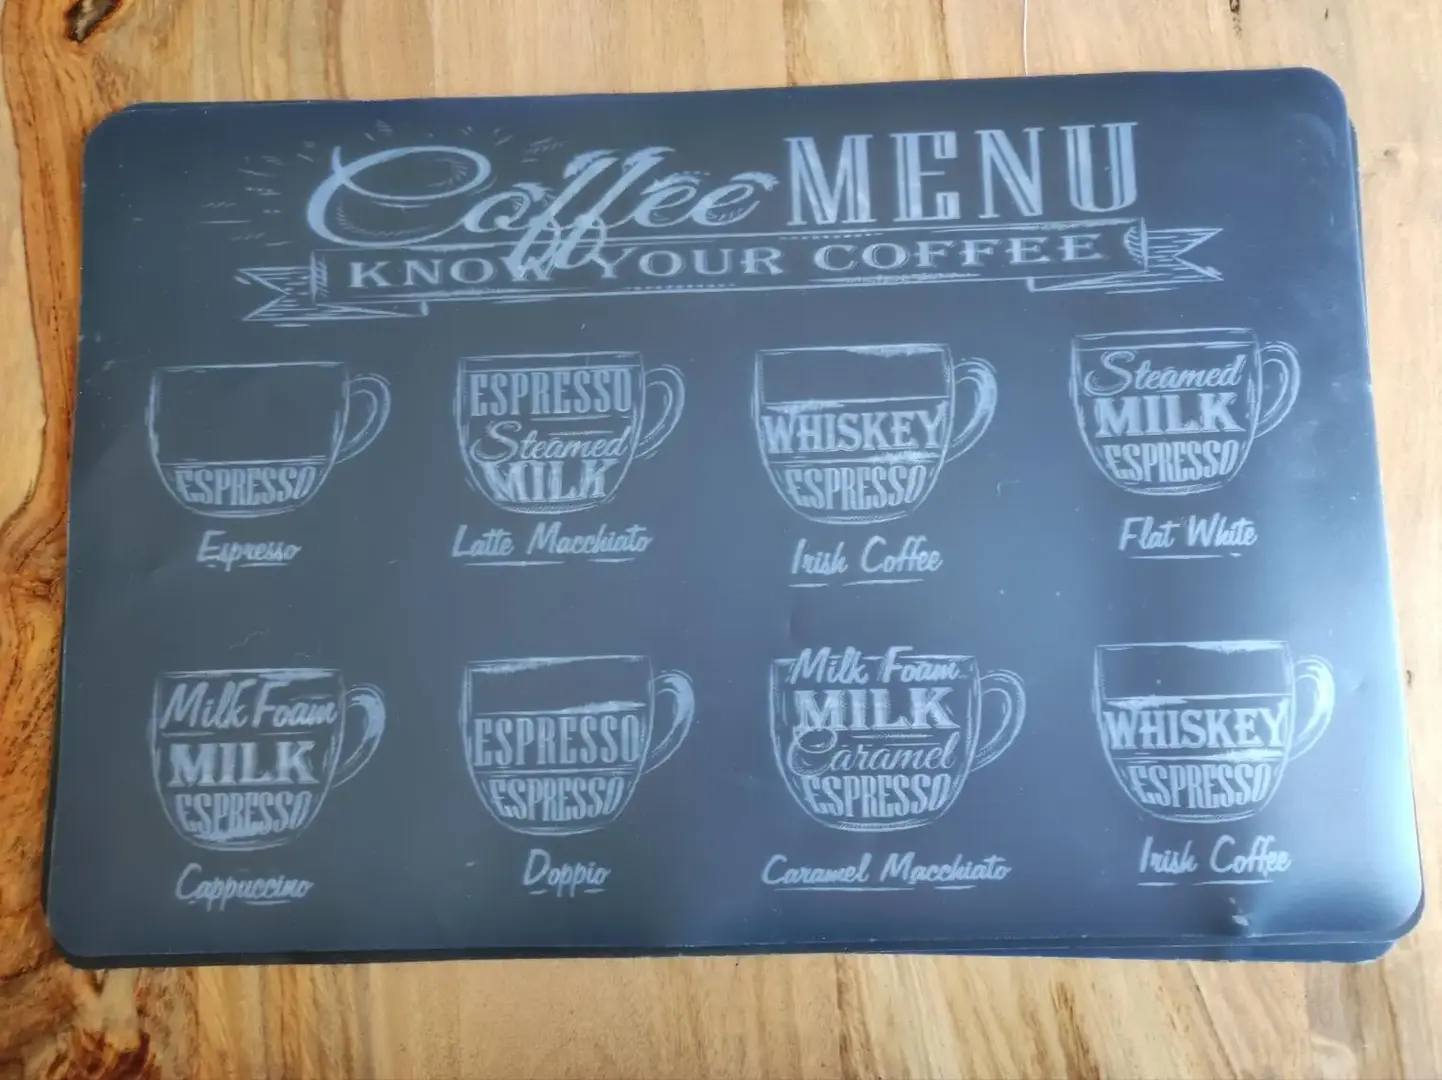 Coffee MENU
KNOW YOUR COFFEE
ESPRESSO
Espresso
ESPRESSO
Steamed
MILK
Latte Macchiato
WHISKEY
ESPRESSO
Irish Coffee
Steamed
MILK
ESPRESSO
Flat White
Milk Foam
MILK
ESPRESSO
Cappuccino
ESPRESSO
ESPRESSO
Doppio
Milk Foam
MILK
Caramel
ESPRESSO
Caramel Macchiato
WHISKEY
ESPRESSO
Irish Coffee